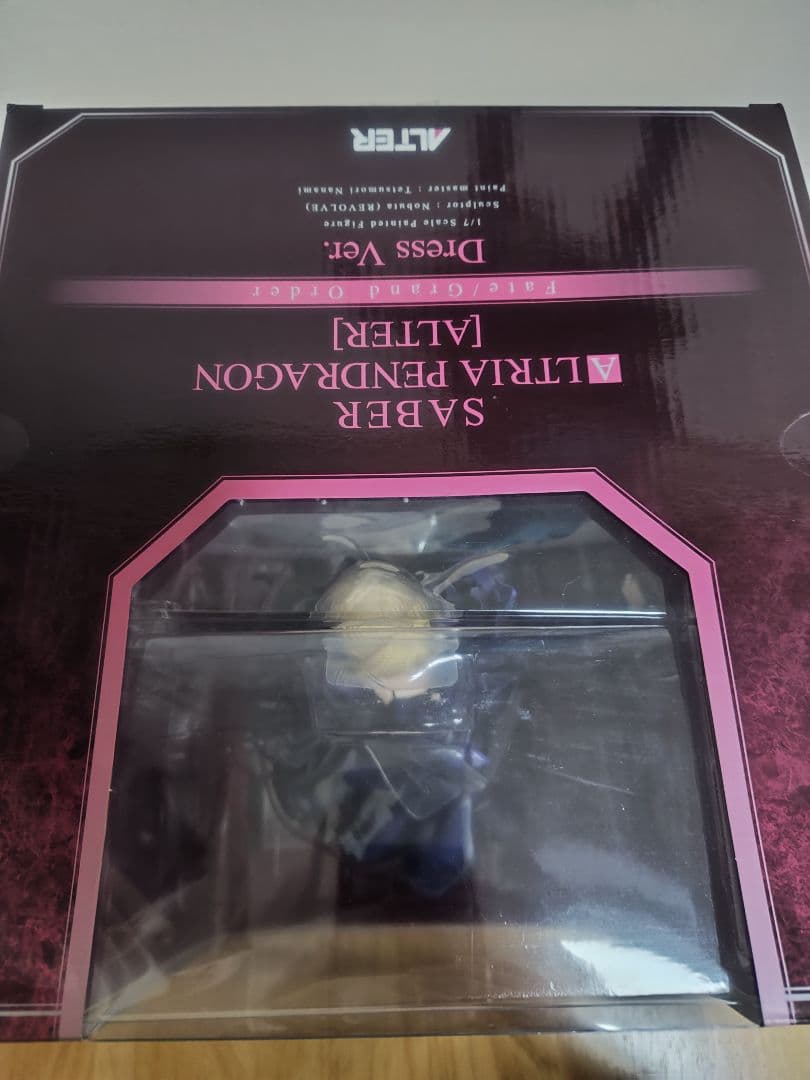 SABER
ALTRIA PENDRAGON
[ALTER]
Fate/Grand Order
Dress Ver.
1/7 Scale Painted Figure
Sculptor : Nobuta (REVOLVE)
Paint master : Tetsumori Nanami
ALTER